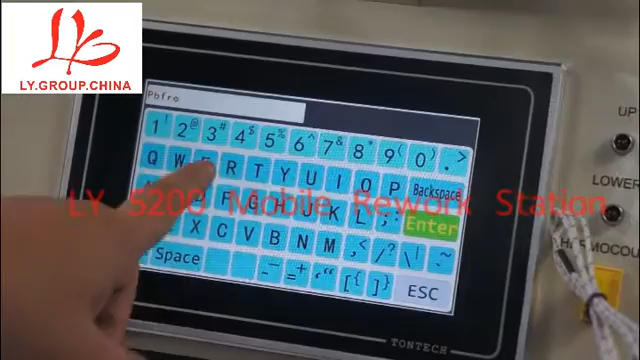 LY
LY.GROUP.CHINA
Pbfre
1! 2@ 3# 4$ 5% 6^ 7& 8* 9( 0) . >
Q W E R T Y U I O P Backspace
F G H J K L ; : Enter
X C V B N M , < / ? \ ! ` ~
Space - _ = + ' “ [ { ] } ESC
LY 5200 Mobile Rework Station
UP
LOWER
TONTECH